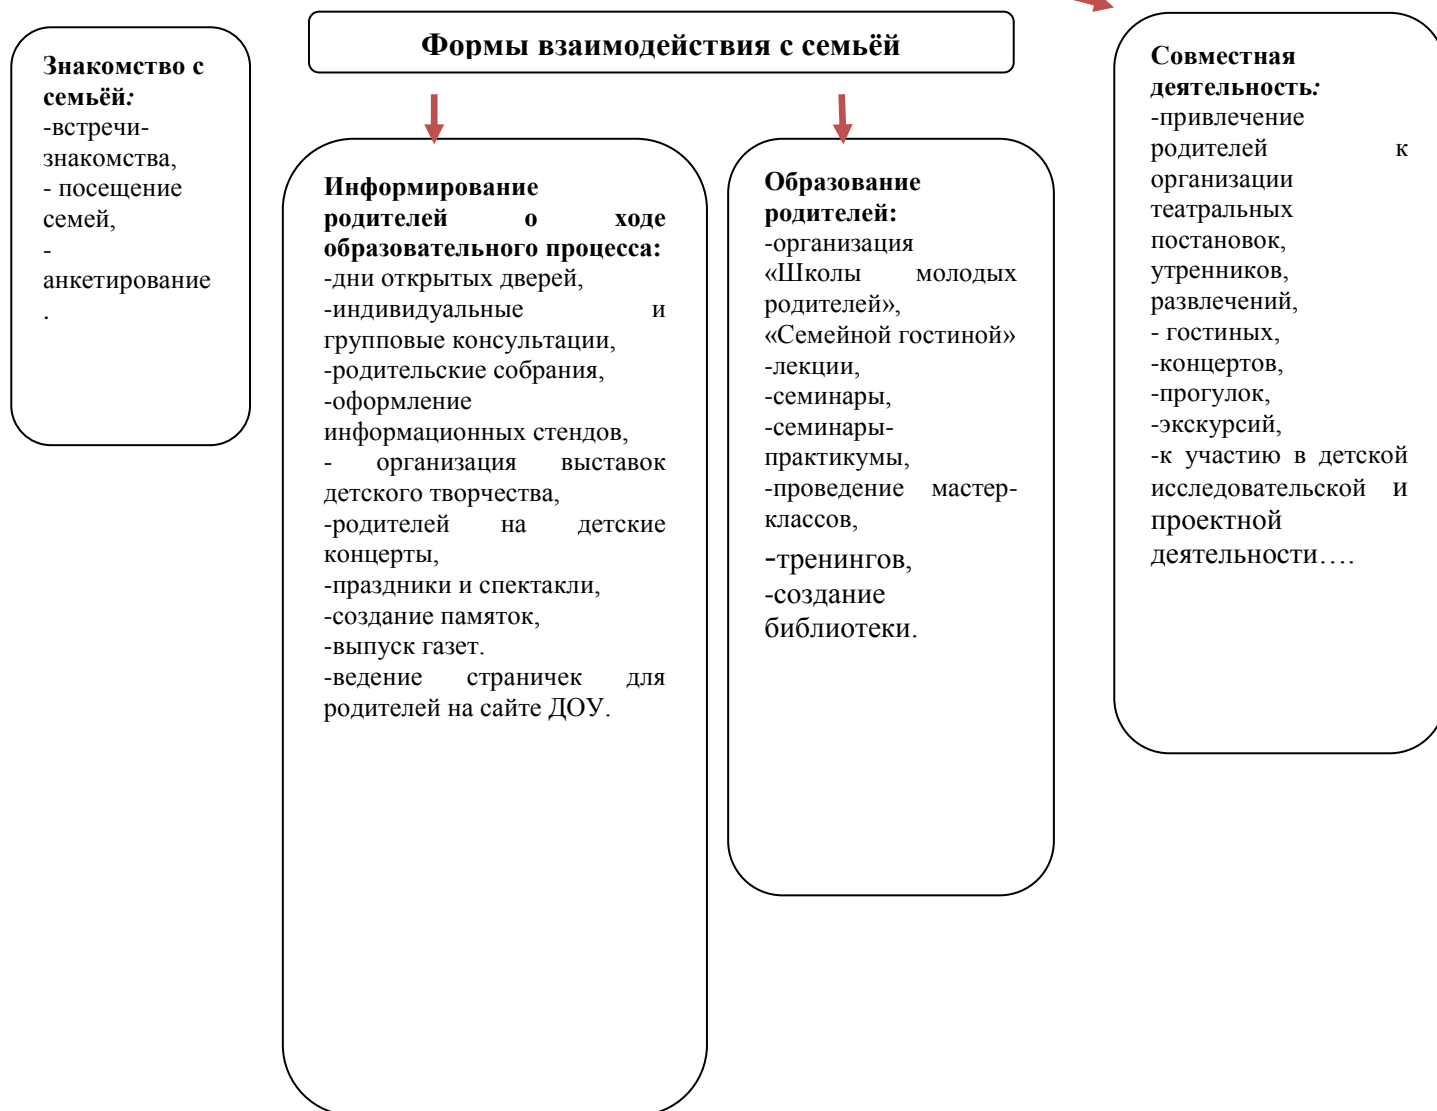 Формы взаимодействия с семьёй
Знакомство с
семьёй:
-встречи-
знакомства,
- посещение
семей,
-
анкетирование
.
Информирование
родителей о ходе
образовательного процесса:
-дни открытых дверей,
-индивидуальные и
групповые консультации,
-родительские собрания,
-оформление
информационных стендов,
- организация выставок
детского творчества,
-родителей на детские
концерты,
-праздники и спектакли,
-создание памяток,
-выпуск газет.
-ведение страничек для
родителей на сайте ДОУ.
Образование
родителей:
-организация
«Школы молодых
родителей»,
«Семейной гостиной»
-лекции,
-семинары,
-семинары-
практикумы,
-проведение мастер-
классов,
-тренингов,
-создание
библиотеки.
Совместная
деятельность:
-привлечение
родителей к
организации
театральных
постановок,
утренников,
развлечений,
- гостиных,
-концертов,
-прогулок,
-экскурсий,
-к участию в детской
исследовательской и
проектной
деятельности….